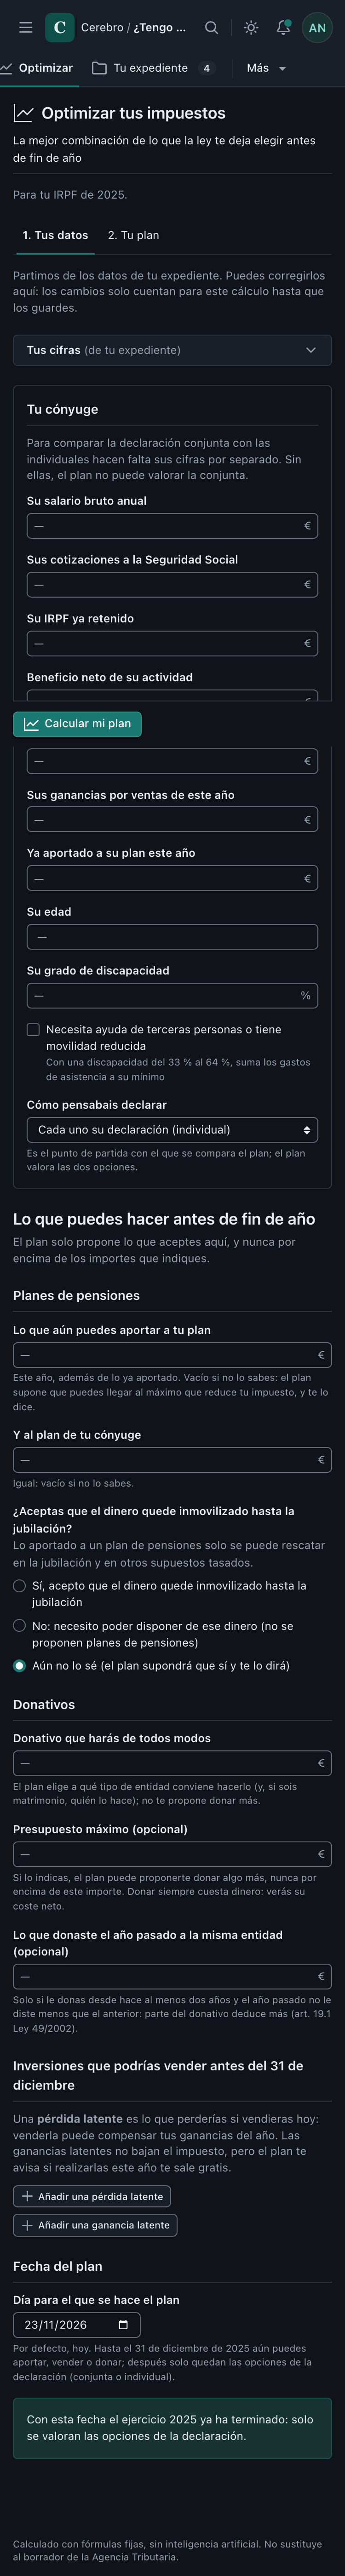 C Cerebro / ¿Tengo ... AN
Optimizar Tu expediente 4 Más
Optimizar tus impuestos
La mejor combinación de lo que la ley te deja elegir antes
de fin de año
Para tu IRPF de 2025.
1. Tus datos 2. Tu plan
Partimos de los datos de tu expediente. Puedes corregirlos
aquí: los cambios solo cuentan para este cálculo hasta que
los guardes.
Tus cifras (de tu expediente)
Tu cónyuge
Para comparar la declaración conjunta con las
individuales hacen falta sus cifras por separado. Sin
ellas, el plan no puede valorar la conjunta.
Su salario bruto anual
— €
Sus cotizaciones a la Seguridad Social
— €
Su IRPF ya retenido
— €
Beneficio neto de su actividad
Calcular mi plan
— €
Sus ganancias por ventas de este año
— €
Ya aportado a su plan este año
— €
Su edad
—
Su grado de discapacidad
— %
Necesita ayuda de terceras personas o tiene
movilidad reducida
Con una discapacidad del 33 % al 64 %, suma los gastos
de asistencia a su mínimo
Cómo pensabais declarar
Cada uno su declaración (individual)
Es el punto de partida con el que se compara el plan; el plan
valora las dos opciones.
Lo que puedes hacer antes de fin de año
El plan solo propone lo que aceptes aquí, y nunca por
encima de los importes que indiques.
Planes de pensiones
Lo que aún puedes aportar a tu plan
— €
Este año, además de lo ya aportado. Vacío si no lo sabes: el plan
supone que puedes llegar al máximo que reduce tu impuesto, y te lo
dice.
Y al plan de tu cónyuge
— €
Igual: vacío si no lo sabes.
¿Aceptas que el dinero quede inmovilizado hasta la
jubilación?
Lo aportado a un plan de pensiones solo se puede rescatar
en la jubilación y en otros supuestos tasados.
Sí, acepto que el dinero quede inmovilizado hasta la
jubilación
No: necesito poder disponer de ese dinero (no se
proponen planes de pensiones)
Aún no lo sé (el plan supondrá que sí y te lo dirá)
Donativos
Donativo que harás de todos modos
— €
El plan elige a qué tipo de entidad conviene hacerlo (y, si sois
matrimonio, quién lo hace); no te propone donar más.
Presupuesto máximo (opcional)
— €
Si lo indicas, el plan puede proponerte donar algo más, nunca por
encima de este importe. Donar siempre cuesta dinero: verás su
coste neto.
Lo que donaste el año pasado a la misma entidad
(opcional)
— €
Solo si le donas desde hace al menos dos años y el año pasado no le
diste menos que el anterior: parte del donativo deduce más (art. 19.1
Ley 49/2002).
Inversiones que podrías vender antes del 31 de
diciembre
Una pérdida latente es lo que perderías si vendieras hoy:
venderla puede compensar tus ganancias del año. Las
ganancias latentes no bajan el impuesto, pero el plan te
avisa si realizarlas este año te sale gratis.
Añadir una pérdida latente
Añadir una ganancia latente
Fecha del plan
Día para el que se hace el plan
23/11/2026
Por defecto, hoy. Hasta el 31 de diciembre de 2025 aún puedes
aportar, vender o donar; después solo quedan las opciones de la
declaración (conjunta o individual).
Con esta fecha el ejercicio 2025 ya ha terminado: solo
se valoran las opciones de la declaración.
Calculado con fórmulas fijas, sin inteligencia artificial. No sustituye
al borrador de la Agencia Tributaria.